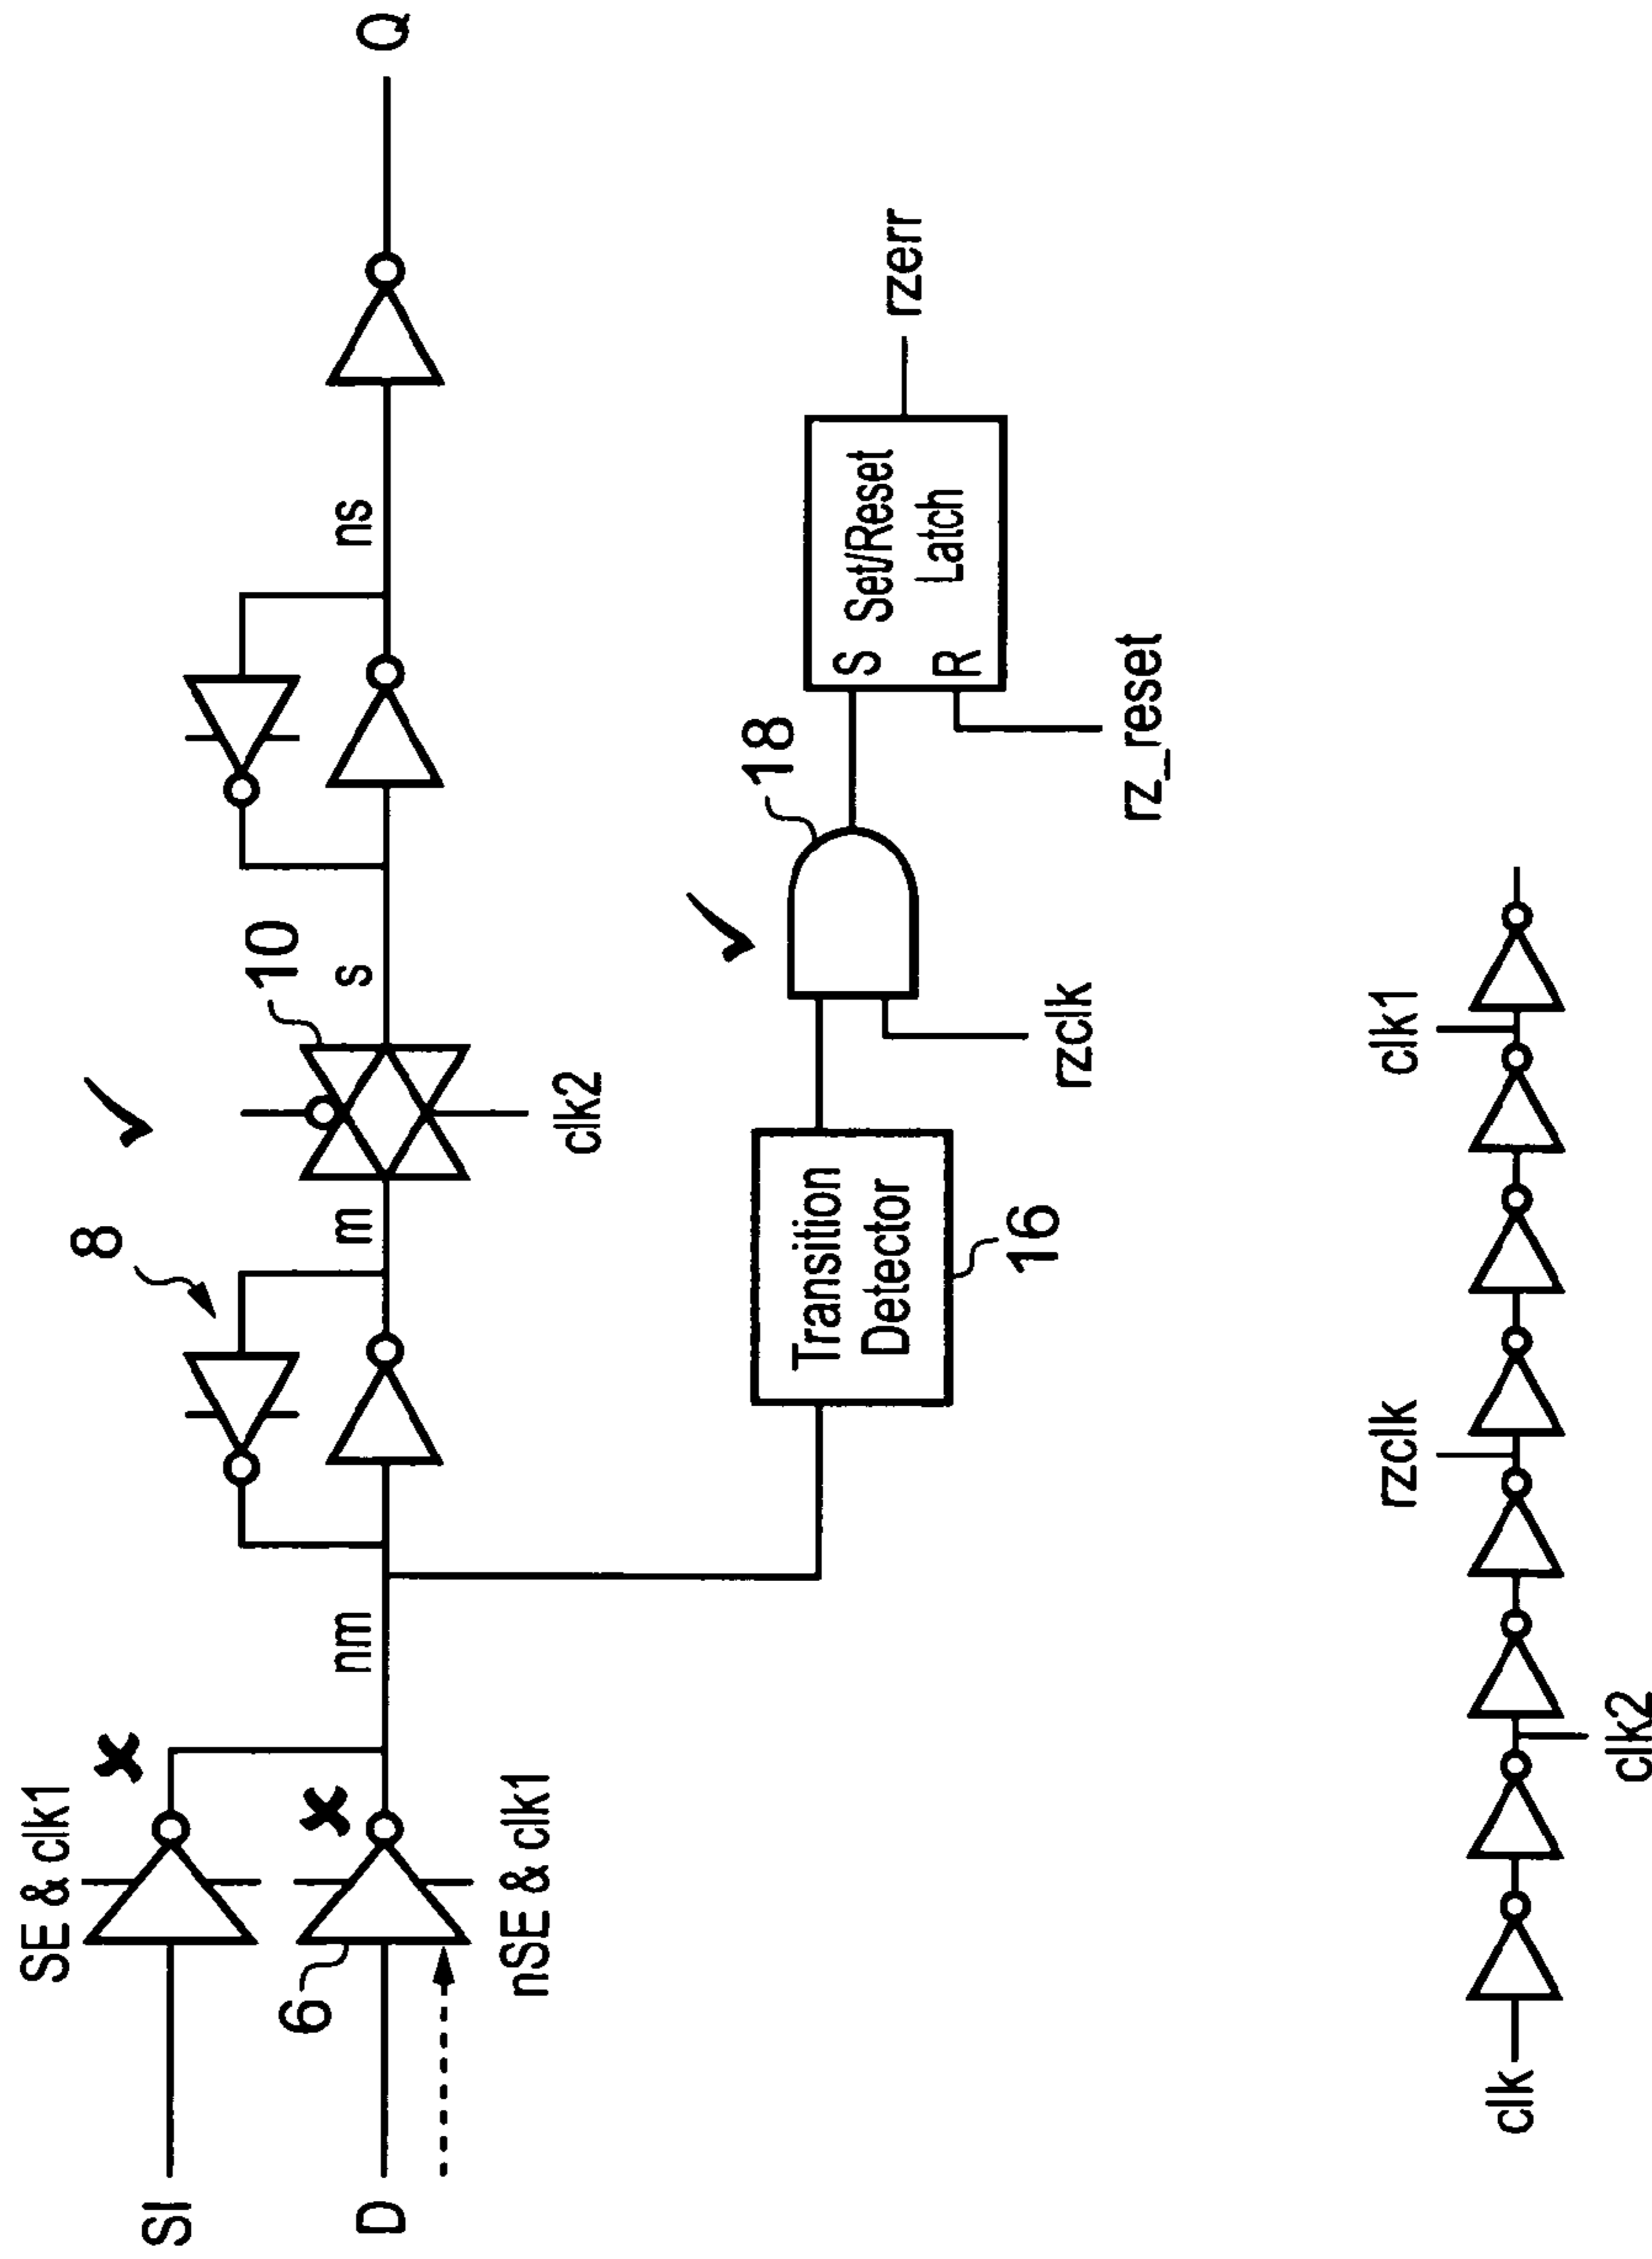 SE & clk1
SI
D
6
nSE & clk1
nm
8
m
10
s
clk2
ns
Q
Transition
Detector
16
18
rzclk
S
R
Set/Reset
Latch
rz_reset
rzerr
clk
clk2
rzclk
clk1